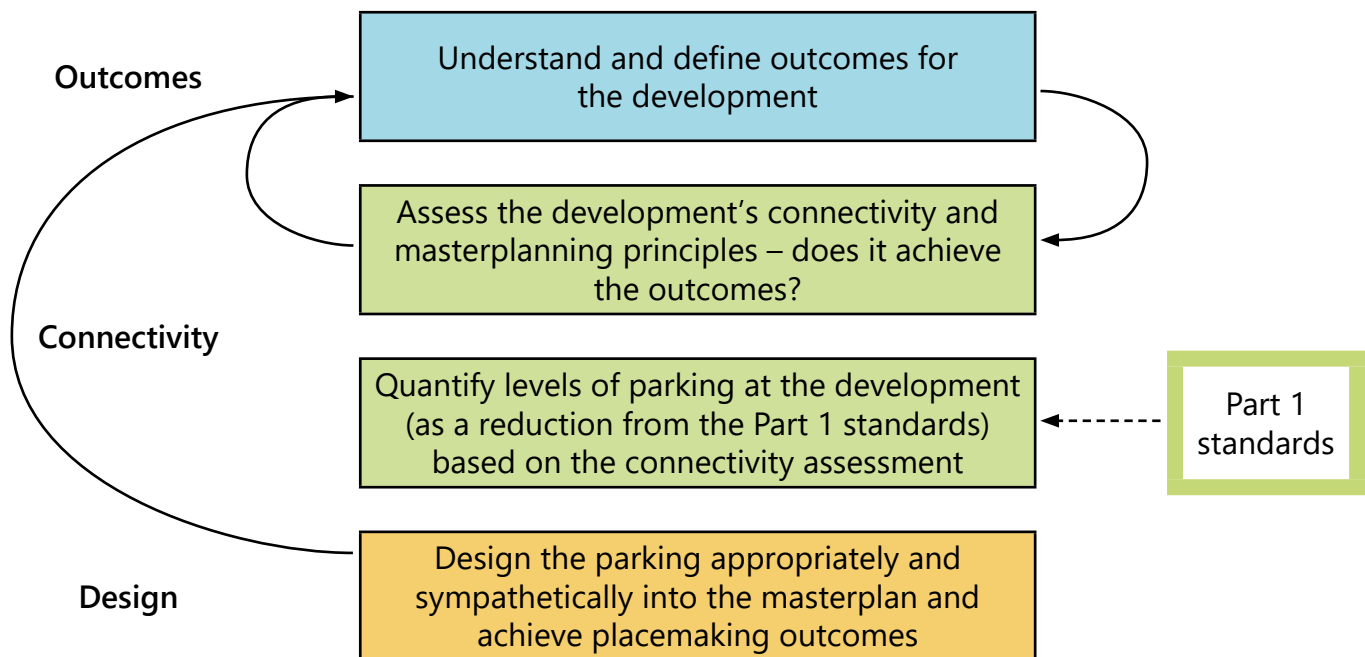 Outcomes
Understand and define outcomes for
the development
Assess the development’s connectivity and
masterplanning principles – does it achieve
the outcomes?
Connectivity
Quantify levels of parking at the development
(as a reduction from the Part 1 standards)
based on the connectivity assessment
Part 1
standards
Design
Design the parking appropriately and
sympathetically into the masterplan and
achieve placemaking outcomes